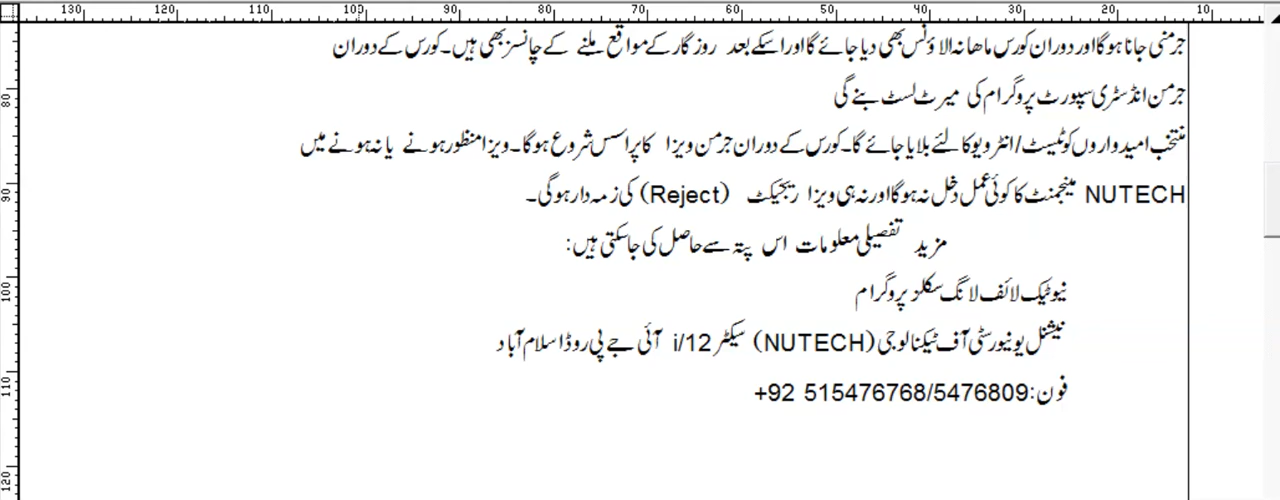 جرمنی جانا ہوگا اور دوران کورس ماھانہ الاؤنس بھی دیا جائے گا اور اسکے بعد روزگار کے مواقع ملنے کے چانسز بھی ہیں۔ کورس کے دوران
جرمن انڈسٹری سپورٹ پروگرام کی میرٹ لسٹ بنے گی
منتخب امیدواروں کو ٹیسٹ/انٹرویو کا لئے بلایا جائے گا۔ کورس کے دوران جرمن ویزا کا پراسس شروع ہوگا۔ ویزا منظور ہونے یا نہ ہونے میں
NUTECH مینجمنٹ کا کوئی عمل دخل نہ ہوگا اور نہ ہی ویزا ریجیکٹ (Reject) کی زمہ دار ہوگی۔
مزید تفصیلی معلومات اس پتہ سے حاصل کی جاسکتی ہیں:
نیوٹیک لائف لانگ سکلز پروگرام
نیشنل یونیورسٹی آف ٹیکنالوجی (NUTECH) سیکٹر i/12 آئی جے پی روڈ اسلام آباد
فون: +92 515476768/5476809